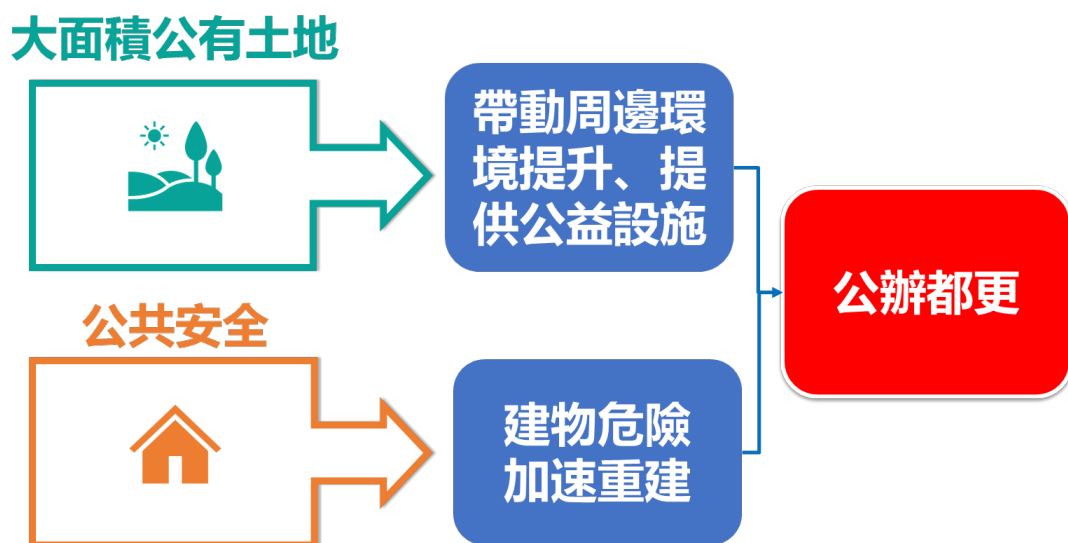 大面積公有土地
帶動周邊環
境提升、提
供公益設施
公辦都更
公共安全
建物危險
加速重建